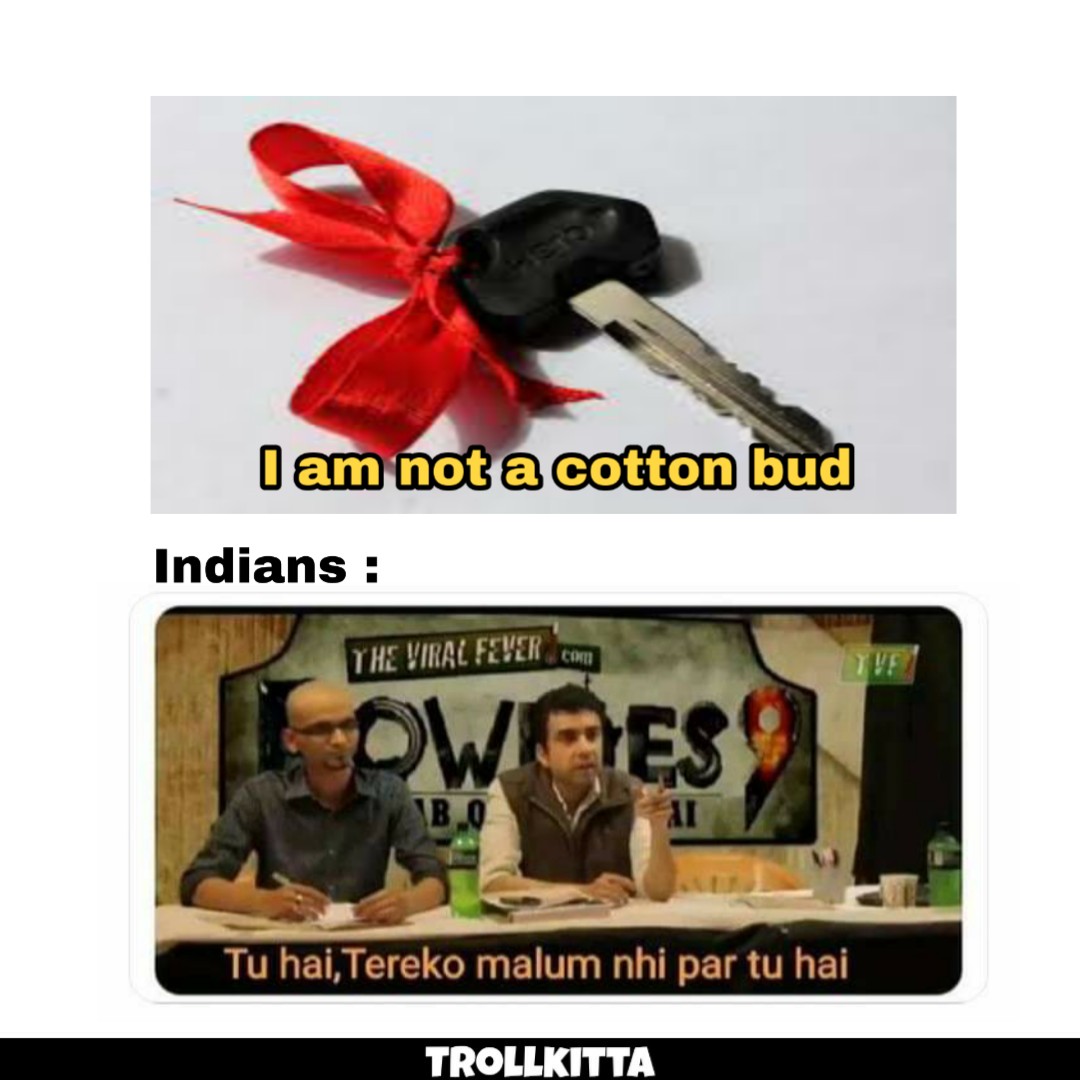 I am not a cotton bud
Indians :
THE VIRAL FEVER .com
TVF
Tu hai,Tereko malum nhi par tu hai
TROLLKITTA